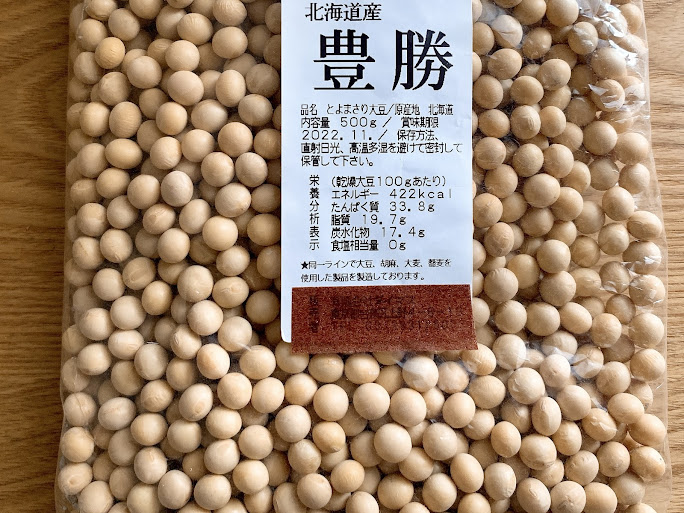 北海道産
豊勝
品名 とよまさり大豆/原産地 北海道
内容量 500g / 賞味期限
2022.11./ 保存方法、
直射日光、高温多湿を避けて密封して
保管して下さい。
栄 (乾燥大豆100gあたり)
養 エネルギー 422kcal
分 たんぱく質 33.8g
析 脂質 19.7g
表 炭水化物 17.4g
示 食塩相当量 0g
★同一ラインで大豆、胡麻、大麦、蕎麦を
使用した製品を製造しております。